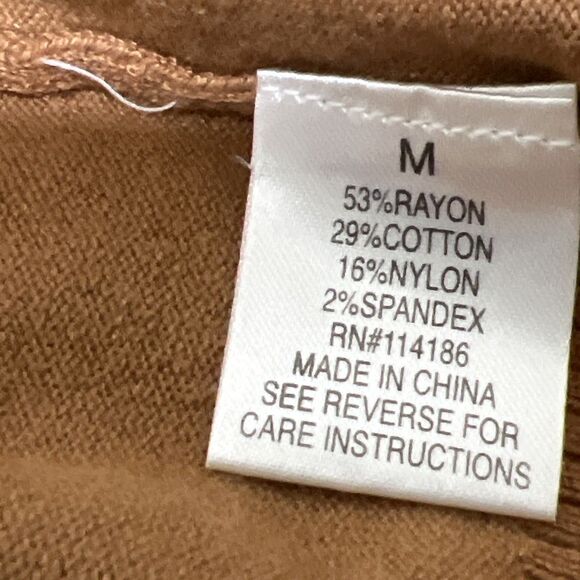 M
53%RAYON
29%COTTON
16%NYLON
2%SPANDEX
RN#114186
MADE IN CHINA
SEE REVERSE FOR
CARE INSTRUCTIONS